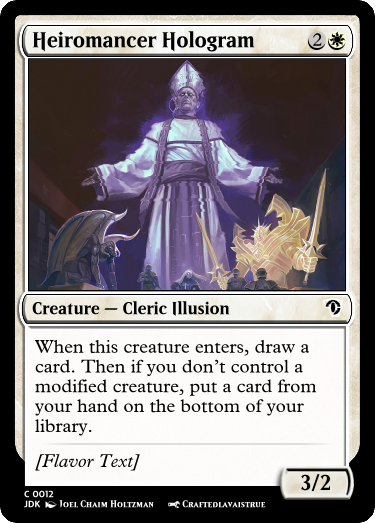 Heiromancer Hologram 2
Creature — Cleric Illusion
When this creature enters, draw a
card. Then if you don't control a
modified creature, put a card from
your hand on the bottom of your
library.
[Flavor Text]
3/2
C 0012
JDK Joel Chaim Holtzman Craftedlavaistrue